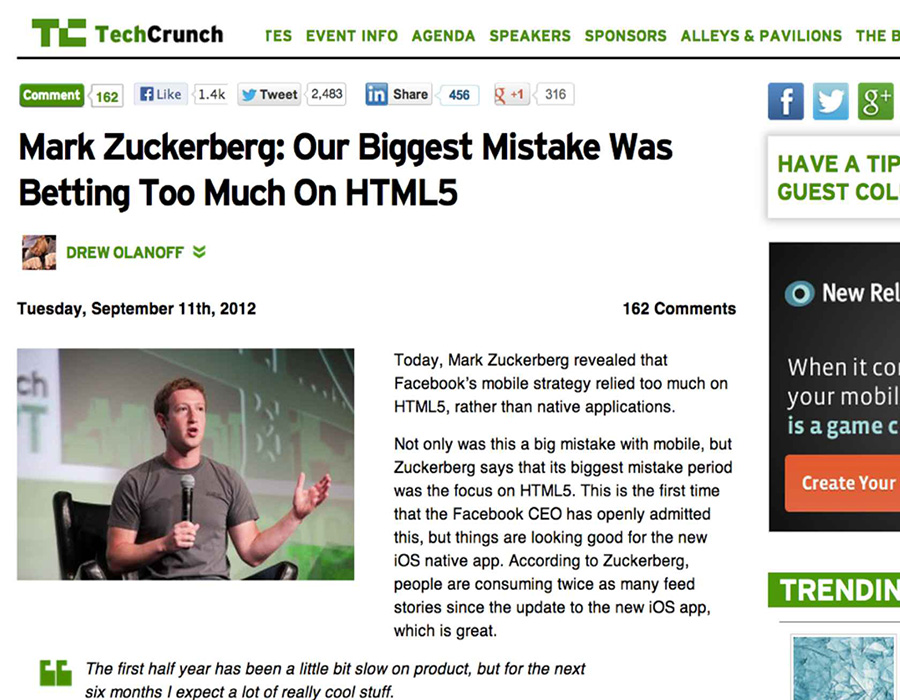 TC TechCrunch
TES EVENT INFO AGENDA SPEAKERS SPONSORS ALLEYS & PAVILIONS THE B
Comment 162 Like 1.4k Tweet 2,483 in Share 456 g +1 316
f g+
Mark Zuckerberg: Our Biggest Mistake Was
Betting Too Much On HTML5
HAVE A TIP
GUEST COL
DREW OLANOFF
Tuesday, September 11th, 2012 162 Comments
New Rel
When it co
your mobil
is a game c
Create Your
ch
PT
Today, Mark Zuckerberg revealed that
Facebook's mobile strategy relied too much on
HTML5, rather than native applications.
Not only was this a big mistake with mobile, but
Zuckerberg says that its biggest mistake period
was the focus on HTML5. This is the first time
that the Facebook CEO has openly admitted
this, but things are looking good for the new
iOS native app. According to Zuckerberg,
people are consuming twice as many feed
stories since the update to the new iOS app,
which is great.
TRENDIN
The first half year has been a little bit slow on product, but for the next
six months I expect a lot of really cool stuff.